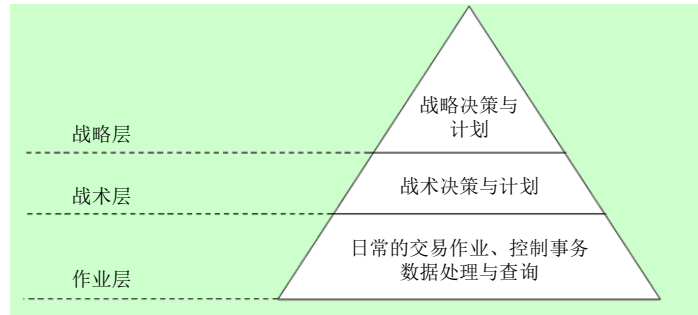 战略决策与
计划
战略层
战术决策与计划
战术层
日常的交易作业、控制事务
数据处理与查询
作业层